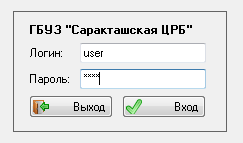 ГБУЗ "Саракташская ЦРБ"
Логин: user
Пароль: ****
Выход Вход